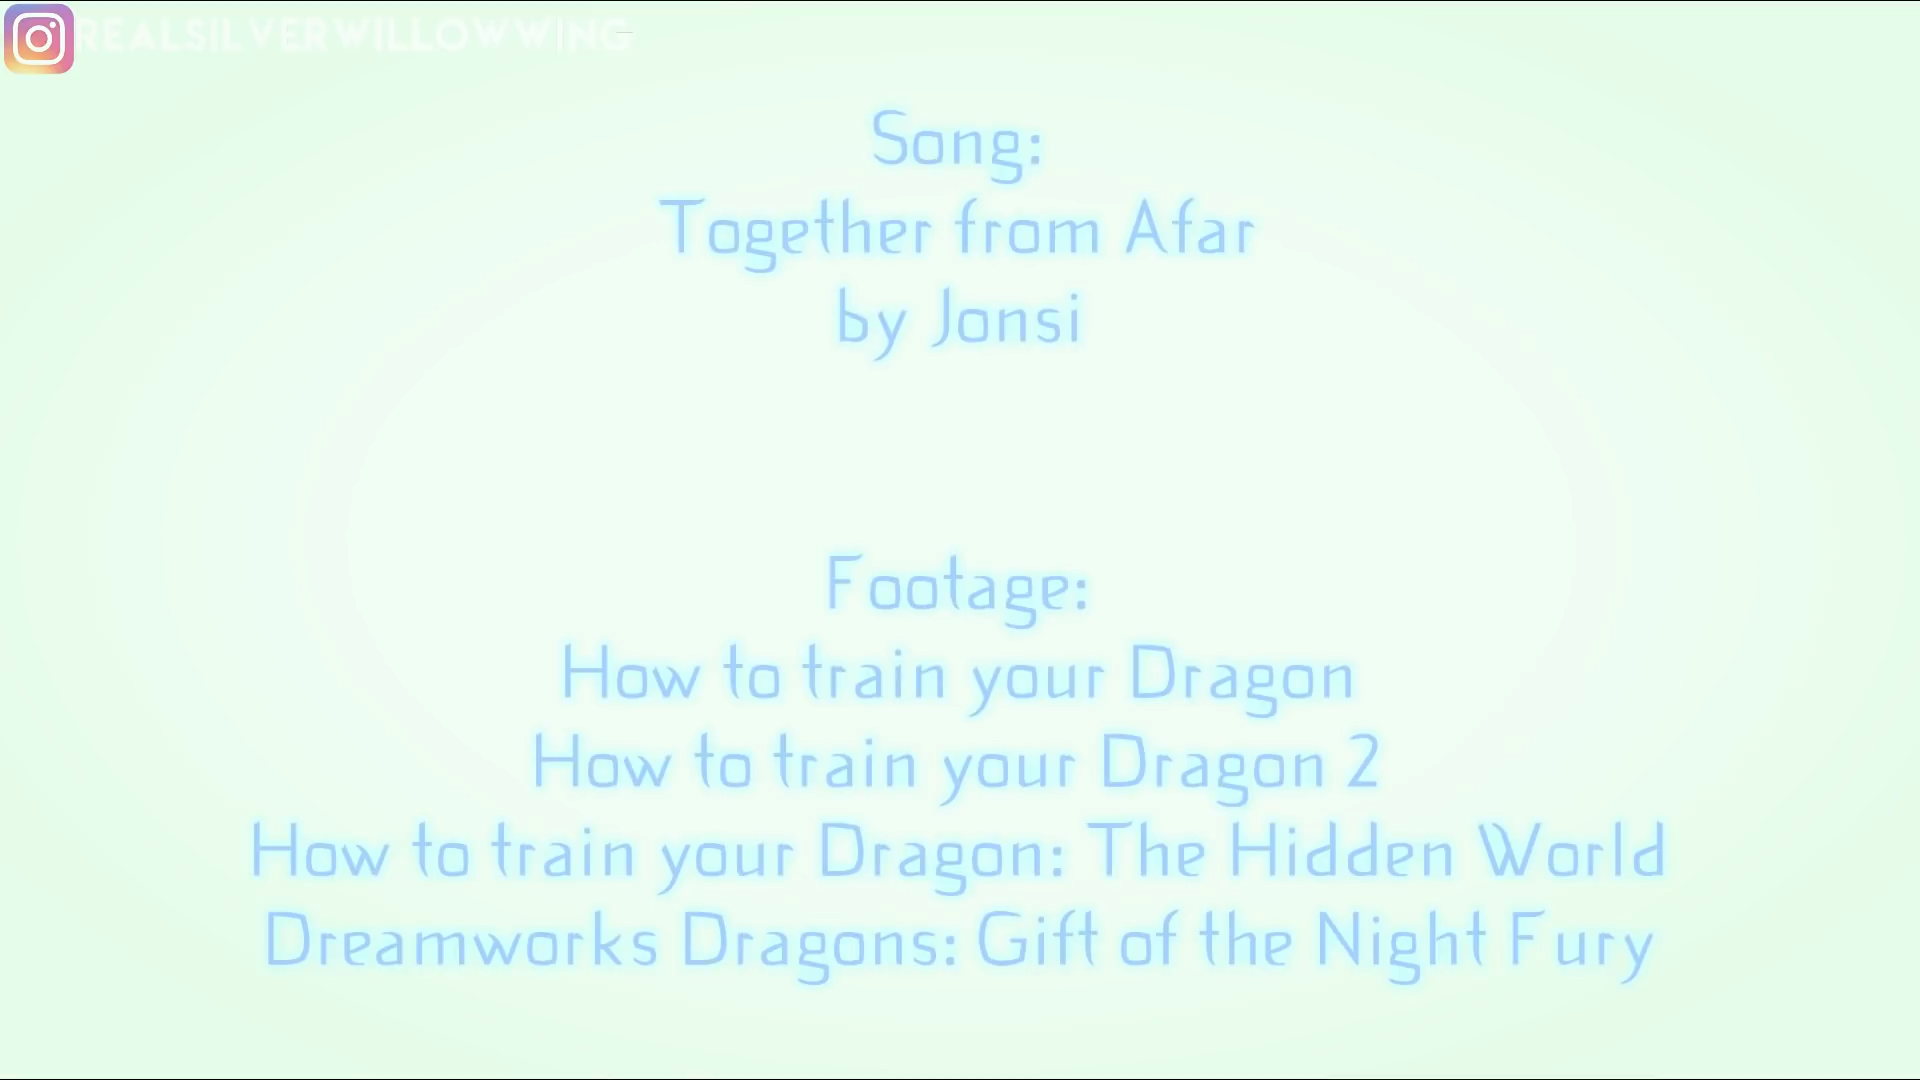 REALSILVERWILLOWWING
Song:
Together from Afar
by Jonsi
Footage:
How to train your Dragon
How to train your Dragon 2
How to train your Dragon: The Hidden World
Dreamworks Dragons: Gift of the Night Fury